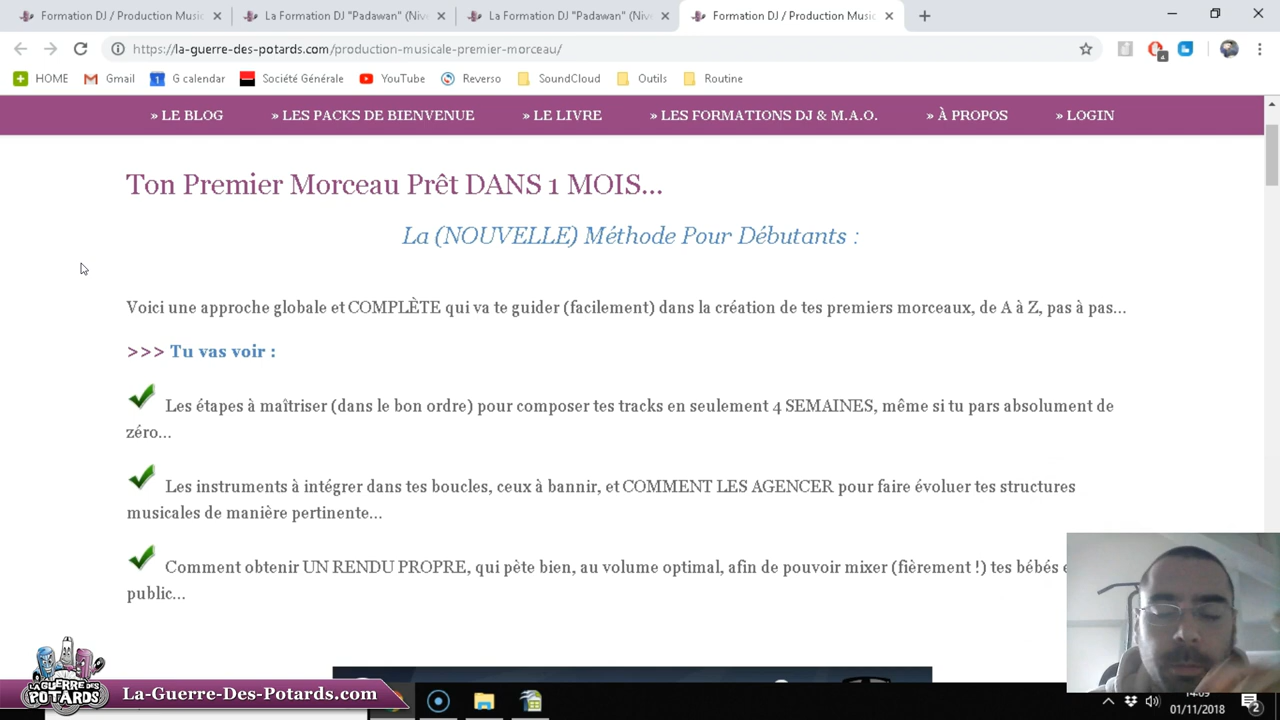 Formation DJ / Production Music
La Formation DJ "Padawan" (Nive
La Formation DJ "Padawan" (Nive
Formation DJ / Production Music
https://la-guerre-des-potards.com/production-musicale-premier-morceau/
HOME
Gmail
G calendar
Société Générale
YouTube
Reverso
SoundCloud
Outils
Routine
» LE BLOG
» LES PACKS DE BIENVENUE
» LE LIVRE
» LES FORMATIONS DJ & M.A.O.
» À PROPOS
» LOGIN
Ton Premier Morceau Prêt DANS 1 MOIS...
La (NOUVELLE) Méthode Pour Débutants :
Voici une approche globale et COMPLÈTE qui va te guider (facilement) dans la création de tes premiers morceaux, de A à Z, pas à pas...
>>> Tu vas voir :
Les étapes à maîtriser (dans le bon ordre) pour composer tes tracks en seulement 4 SEMAINES, même si tu pars absolument de
zéro...
Les instruments à intégrer dans tes boucles, ceux à bannir, et COMMENT LES AGENCER pour faire évoluer tes structures
musicales de manière pertinente...
Comment obtenir UN RENDU PROPRE, qui pète bien, au volume optimal, afin de pouvoir mixer (fièrement !) tes bébés e
public...
LA GUERRE DES
POTARDS
La-Guerre-Des-Potards.com
14:09
01/11/2018
2